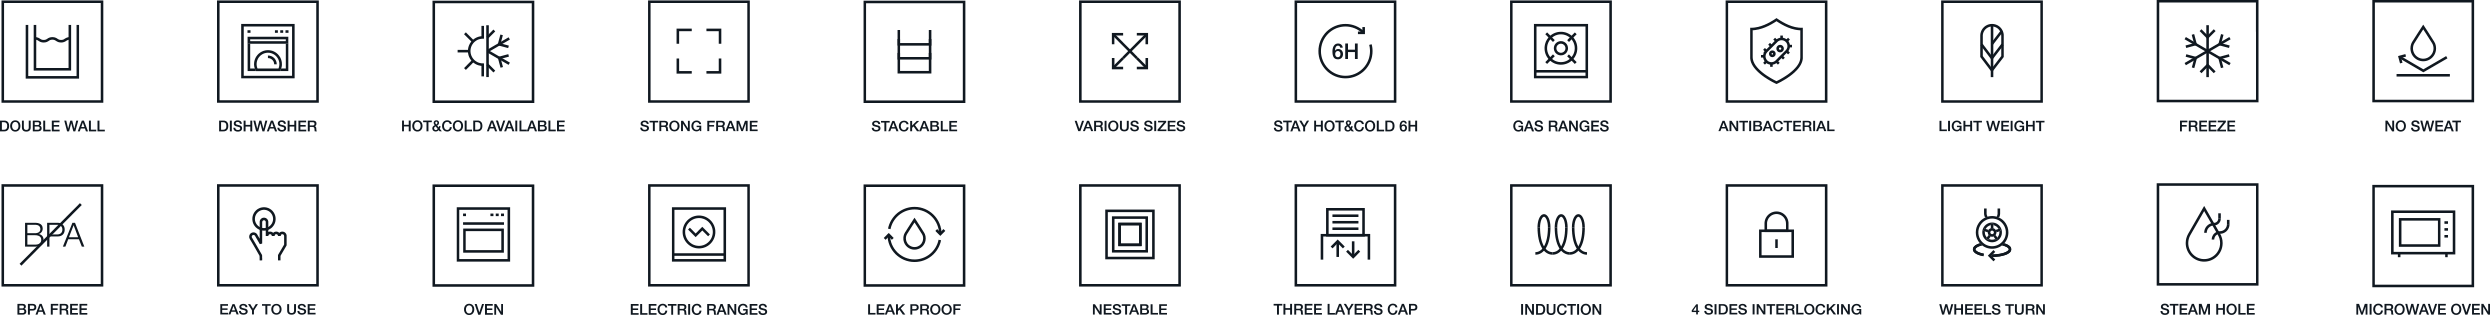 6H
DOUBLE WALL
DISHWASHER
HOT&COLD AVAILABLE
STRONG FRAME
STACKABLE
VARIOUS SIZES
STAY HOT&COLD 6H
GAS RANGES
ANTIBACTERIAL
LIGHT WEIGHT
FREEZE
NO SWEAT
BPA
BPA FREE
EASY TO USE
OVEN
ELECTRIC RANGES
LEAK PROOF
NESTABLE
THREE LAYERS CAP
INDUCTION
4 SIDES INTERLOCKING
WHEELS TURN
STEAM HOLE
MICROWAVE OVEN